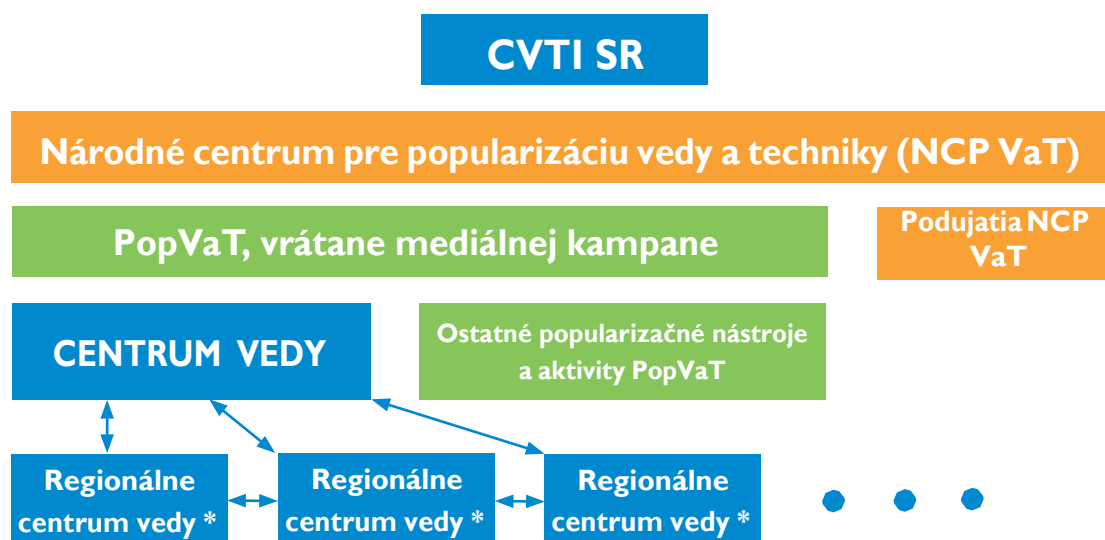 CVTI SR
Národné centrum pre popularizáciu vedy a techniky (NCP VaT)
PopVaT, vrátane mediálnej kampane
Podujatia NCP
VaT
CENTRUM VEDY
Ostatné popularizačné nástroje
a aktivity PopVaT
Regionálne
centrum vedy *
Regionálne
centrum vedy *
Regionálne
centrum vedy *